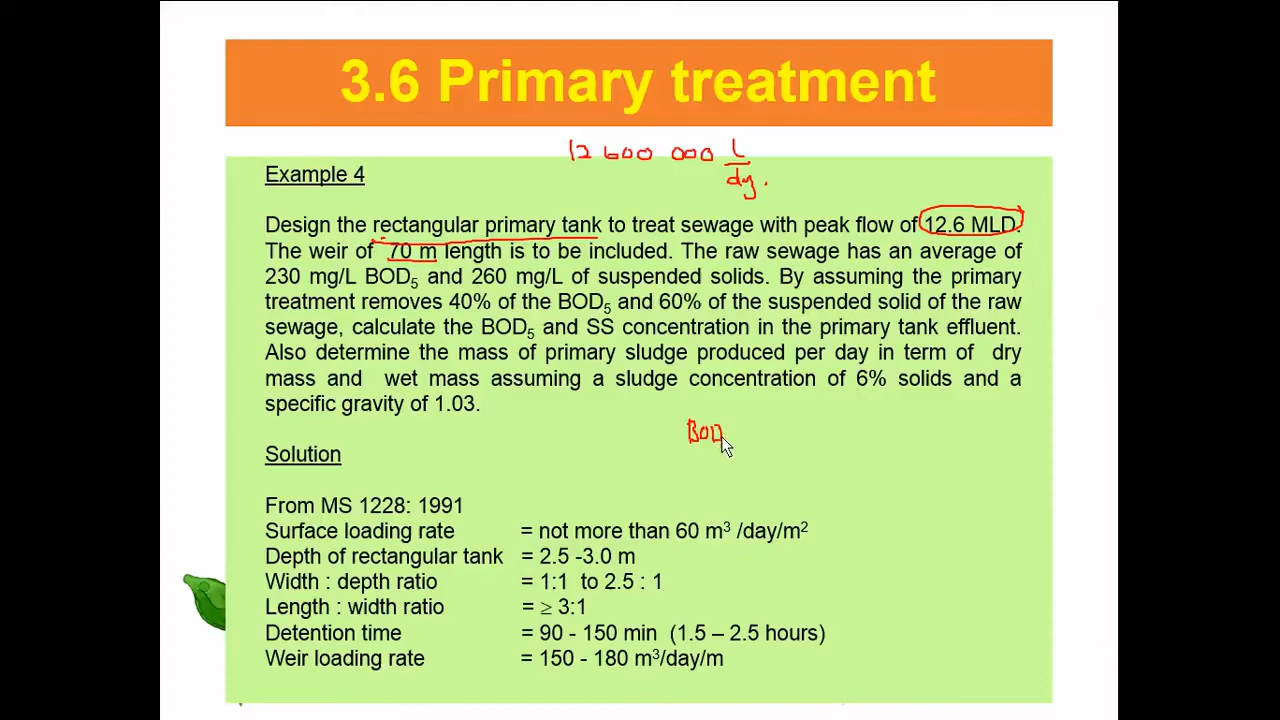 3.6 Primary treatment
12 600 000 L/day.
Example 4
Design the rectangular primary tank to treat sewage with peak flow of 12.6 MLD.
The weir of 70 m length is to be included. The raw sewage has an average of
230 mg/L BOD5 and 260 mg/L of suspended solids. By assuming the primary
treatment removes 40% of the BOD5 and 60% of the suspended solid of the raw
sewage, calculate the BOD5 and SS concentration in the primary tank effluent.
Also determine the mass of primary sludge produced per day in term of dry
mass and wet mass assuming a sludge concentration of 6% solids and a
specific gravity of 1.03.
BOD
Solution
From MS 1228: 1991
Surface loading rate = not more than 60 m³ /day/m²
Depth of rectangular tank = 2.5 -3.0 m
Width : depth ratio = 1:1 to 2.5 : 1
Length : width ratio = ≥ 3:1
Detention time = 90 - 150 min (1.5 – 2.5 hours)
Weir loading rate = 150 - 180 m³/day/m